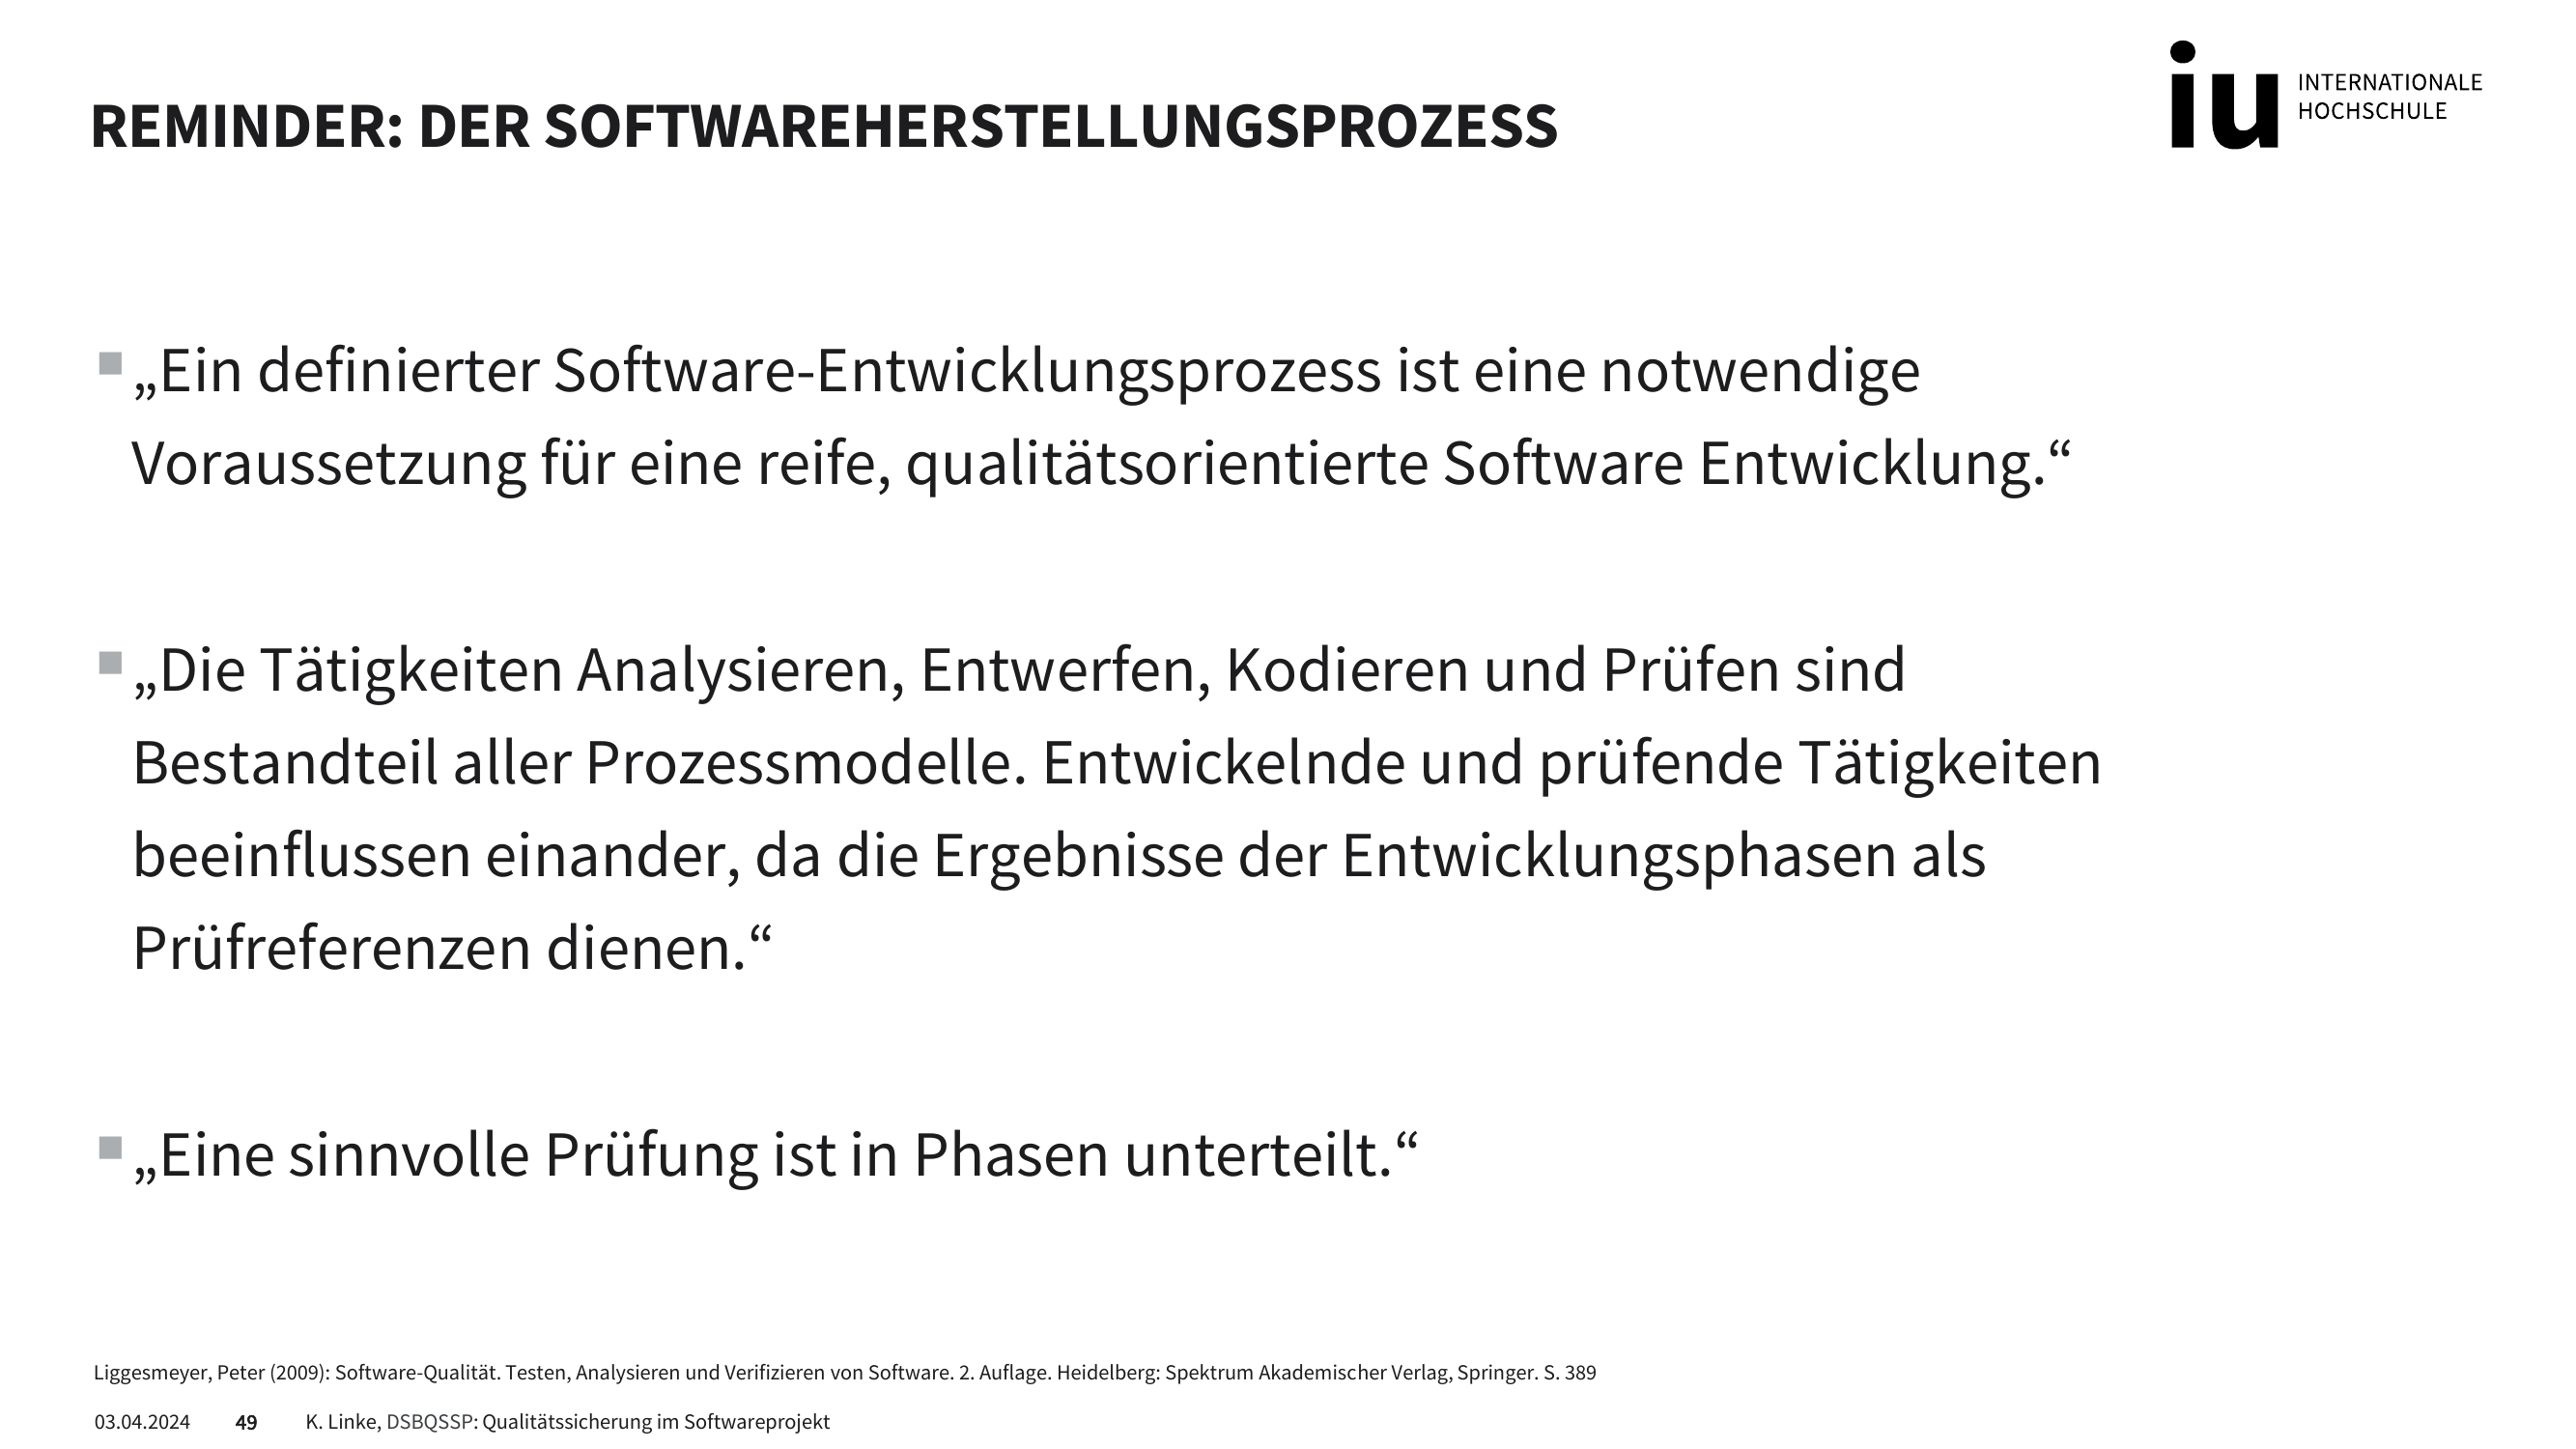 REMINDER: DER SOFTWAREHERSTELLUNGSPROZESS
iu INTERNATIONALE
HOCHSCHULE
„Ein definierter Software-Entwicklungsprozess ist eine notwendige
Voraussetzung für eine reife, qualitätsorientierte Software Entwicklung.“
„Die Tätigkeiten Analysieren, Entwerfen, Kodieren und Prüfen sind
Bestandteil aller Prozessmodelle. Entwickelnde und prüfende Tätigkeiten
beeinflussen einander, da die Ergebnisse der Entwicklungsphasen als
Prüfreferenzen dienen.“
„Eine sinnvolle Prüfung ist in Phasen unterteilt.“
Liggesmeyer, Peter (2009): Software-Qualität. Testen, Analysieren und Verifizieren von Software. 2. Auflage. Heidelberg: Spektrum Akademischer Verlag, Springer. S. 389
03.04.2024 49 K. Linke, DSBQSSP: Qualitätssicherung im Softwareprojekt